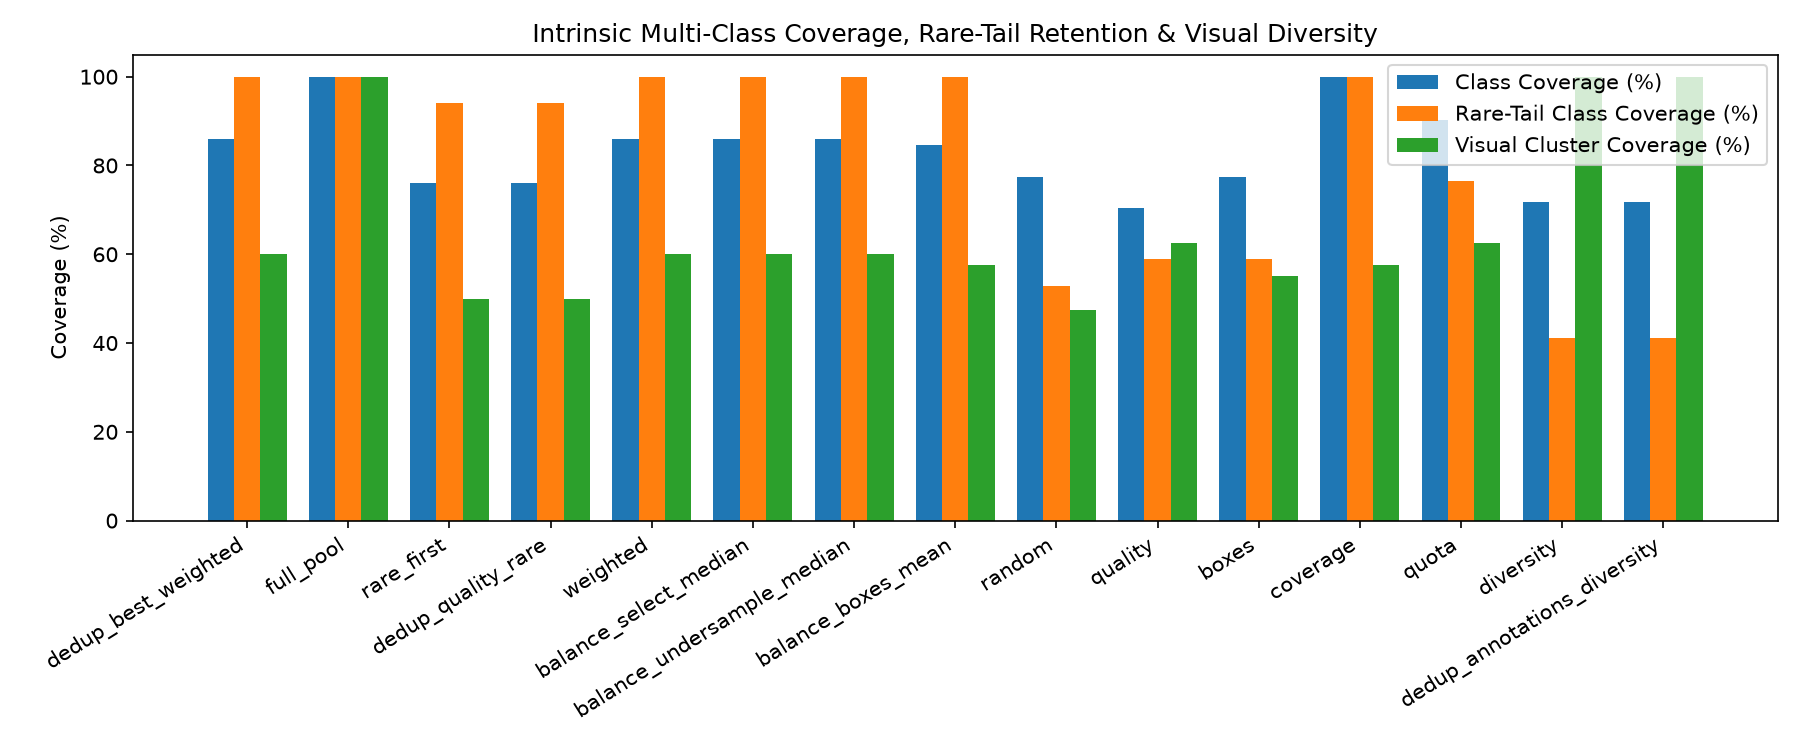 Intrinsic Multi-Class Coverage, Rare-Tail Retention & Visual Diversity
Class Coverage (%)
Rare-Tail Class Coverage (%)
Visual Cluster Coverage (%)
Coverage (%)
100
80
60
40
20
0
dedup_best_weighted
full_pool
rare_first
dedup_quality_rare
weighted
balance_select_median
balance_undersample_median
balance_boxes_mean
random
quality
boxes
coverage
quota
diversity
dedup_annotations_diversity